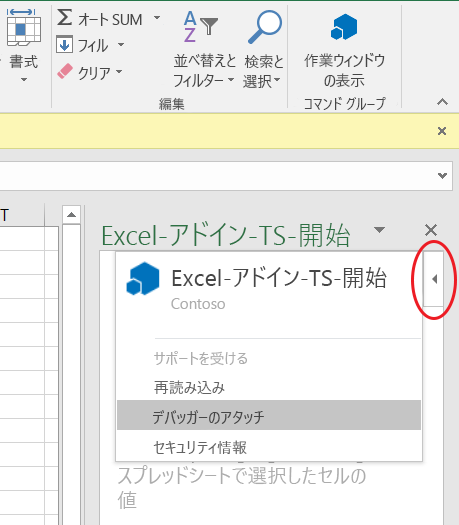 オート SUM
フィル
クリア
書式
並べ替えと
フィルター
検索と
選択
編集
作業ウィンドウ
の表示
コマンド グループ
T
Excel-アドイン-TS-開始
Excel-アドイン-TS-開始
Contoso
サポートを受ける
再読み込み
デバッガーのアタッチ
セキュリティ情報
スプレッドシートで選択したセルの
値